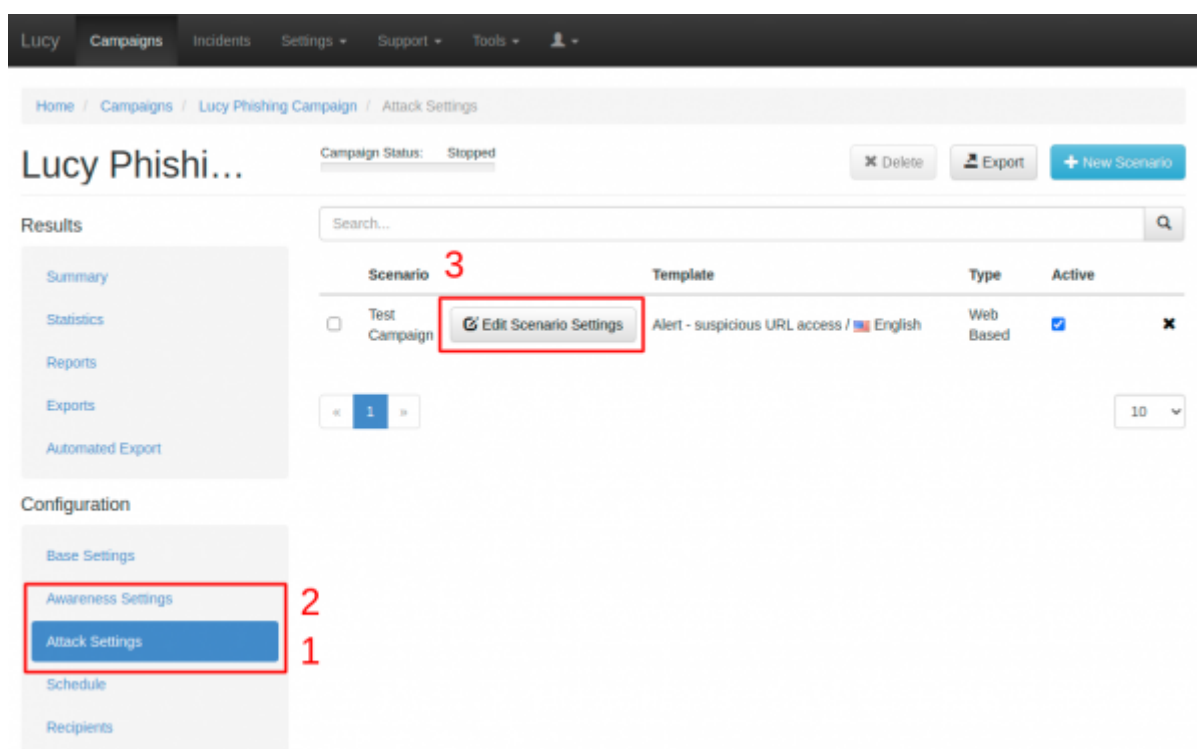 Lucy Campaigns Incidents Settings Support Tools
Home / Campaigns / Lucy Phishing Campaign / Attack Settings
Lucy Phishi...
Campaign Status: Stopped
Delete
Export
New Scenario
Results
Search...
Summary
Statistics
Reports
Exports
Automated Export
Scenario 3 Template Type Active
Test
Campaign
Edit Scenario Settings
Alert - suspicious URL access / English
Web
Based
« 1 »
10
Configuration
Base Settings
Awareness Settings 2
Attack Settings 1
Schedule
Recipients